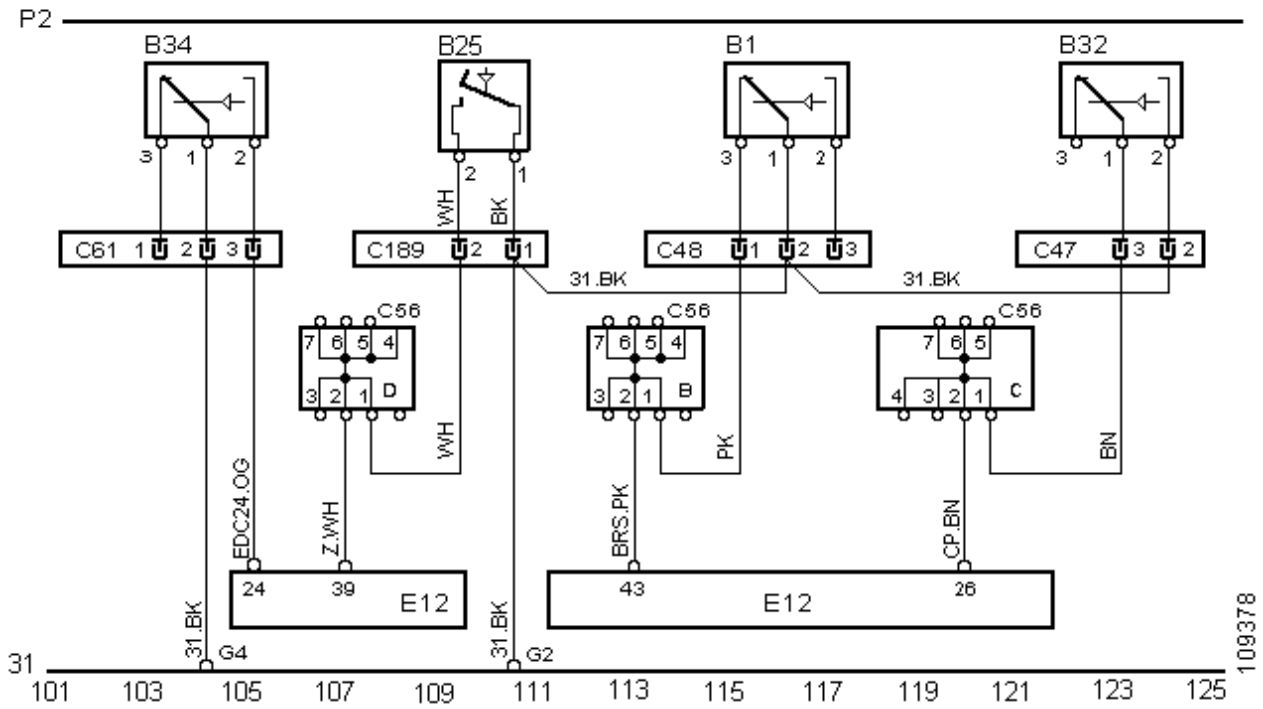 P2
B34 B25 B1 B32
3 1 2 2 1 3 1 2 3 1 2
WH BK
C61 1 2 3 C189 2 1 C48 1 2 3 C47 3 2
31.BK 31.BK
C56 C56 C56
7 6 5 4 7 6 5 4 7 6 5
3 2 1 D 3 2 1 B 4 3 2 1 C
WH PK BN
EDC24.OG Z.WH BRS.PK CP.BN
24 39 E12 43 E12 26
31.BK 31.BK
G4 G2
31
101 103 105 107 109 111 113 115 117 119 121 123 125
109378